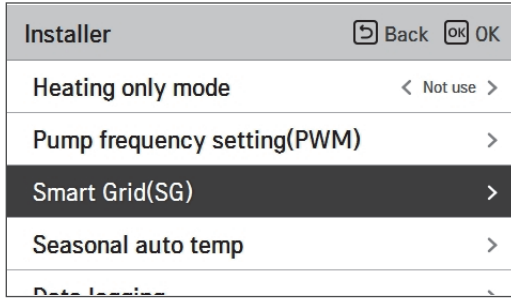 Installer Back OK OK
Heating only mode < Not use >
Pump frequency setting(PWM) >
Smart Grid(SG) >
Seasonal auto temp >